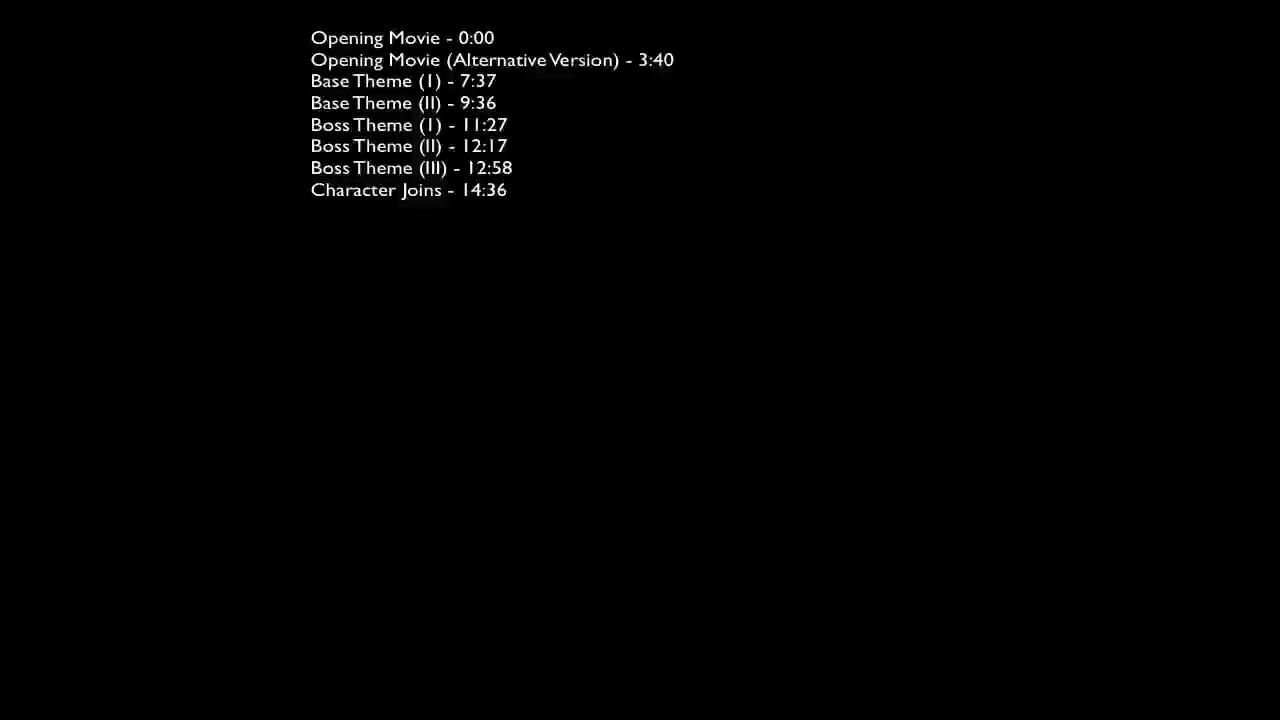 Opening Movie - 0:00
Opening Movie (Alternative Version) - 3:40
Base Theme (I) - 7:37
Base Theme (II) - 9:36
Boss Theme (I) - 11:27
Boss Theme (II) - 12:17
Boss Theme (III) - 12:58
Character Joins - 14:36